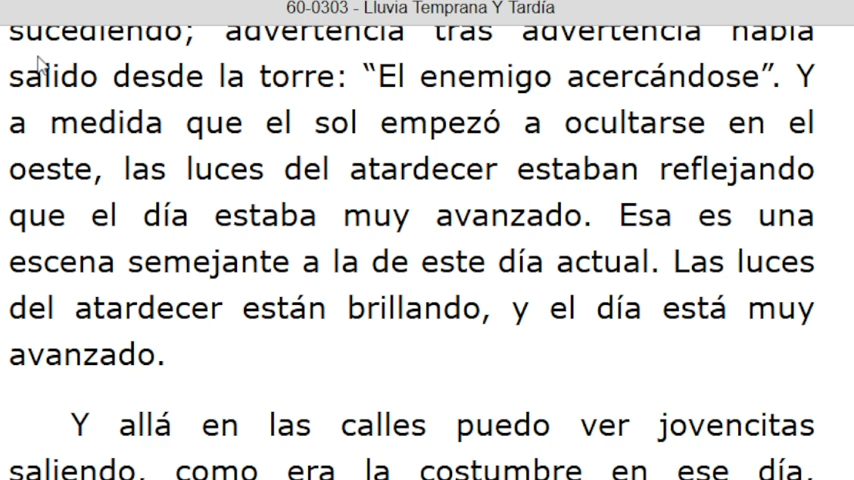 60-0303 - Lluvia Temprana Y Tardía
sucediendo; advertencia tras advertencia había
salido desde la torre: “El enemigo acercándose”. Y
a medida que el sol empezó a ocultarse en el
oeste, las luces del atardecer estaban reflejando
que el día estaba muy avanzado. Esa es una
escena semejante a la de este día actual. Las luces
del atardecer están brillando, y el día está muy
avanzado.
Y allá en las calles puedo ver jovencitas
saliendo, como era la costumbre en ese día,